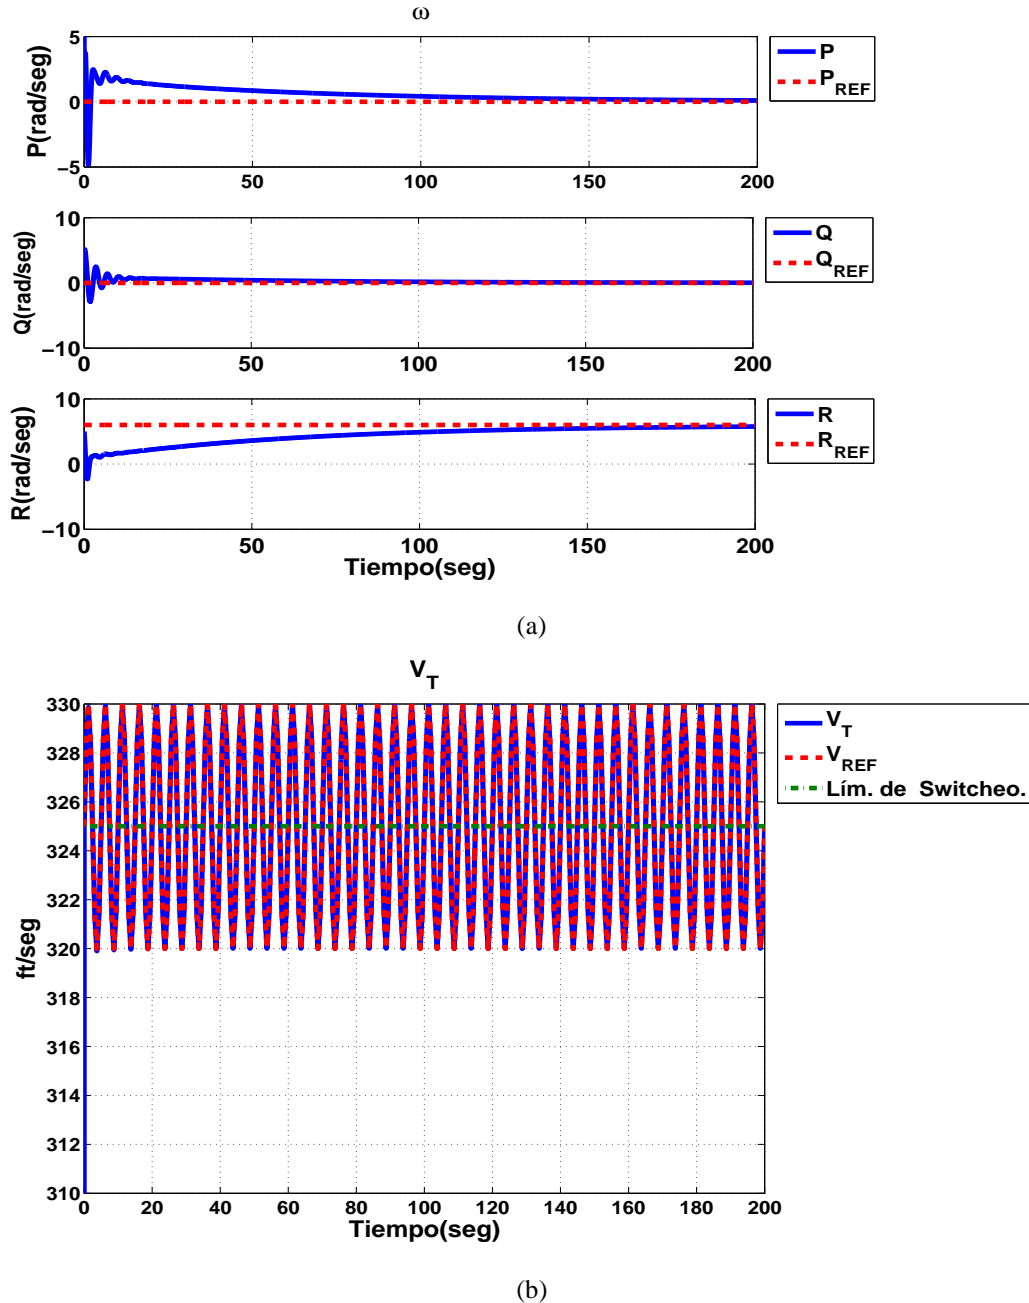 ω
P(rad/seg)
5
0
−5
0 50 100 150 200
P
P_REF
Q(rad/seg)
10
0
−10
0 50 100 150 200
Q
Q_REF
R(rad/seg)
10
0
−10
0 50 100 150 200
Tiempo(seg)
R
R_REF
(a)
V_T
ft/seg
330
328
326
324
322
320
318
316
314
312
310
0 20 40 60 80 100 120 140 160 180 200
Tiempo(seg)
V_T
V_REF
Lím. de Switcheo.
(b)